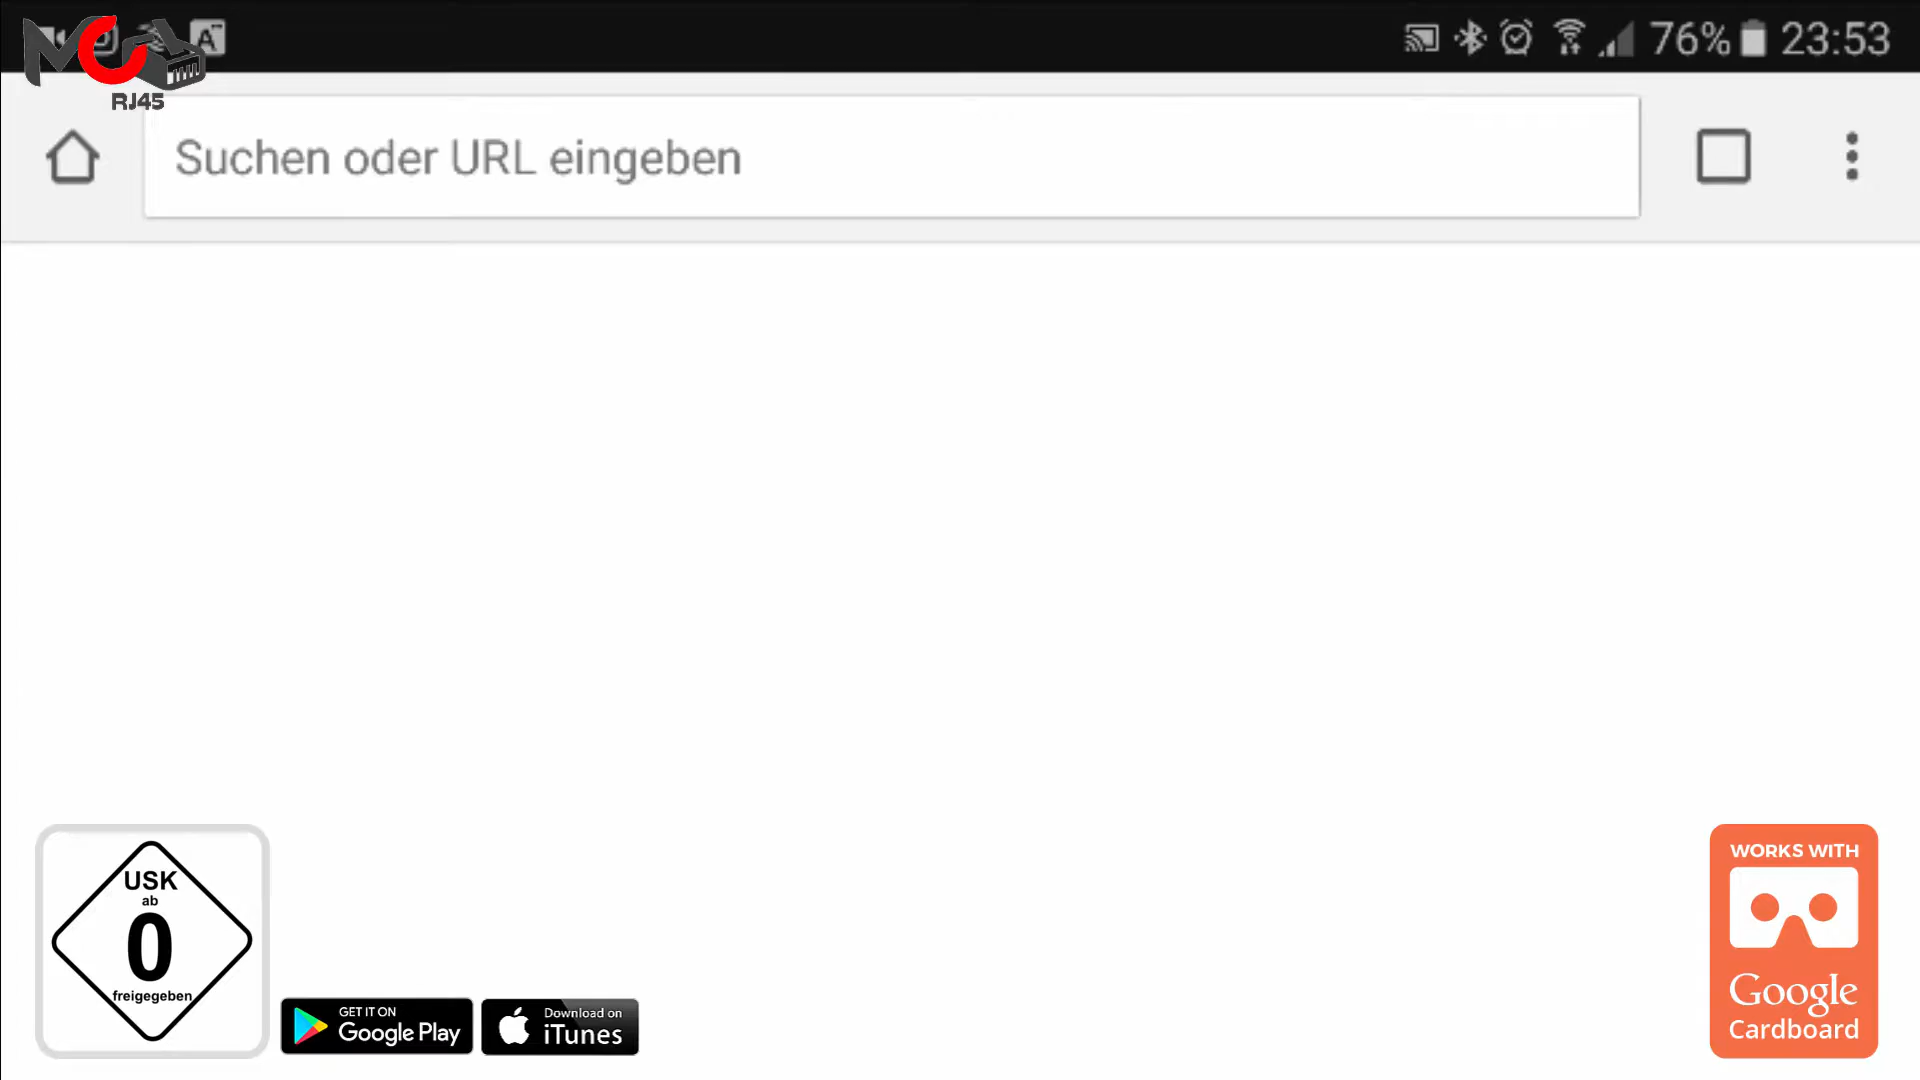 MC
RJ45
76% 23:53
Suchen oder URL eingeben
USK
ab
0
freigegeben
GET IT ON
Google Play
Download on
iTunes
WORKS WITH
Google
Cardboard